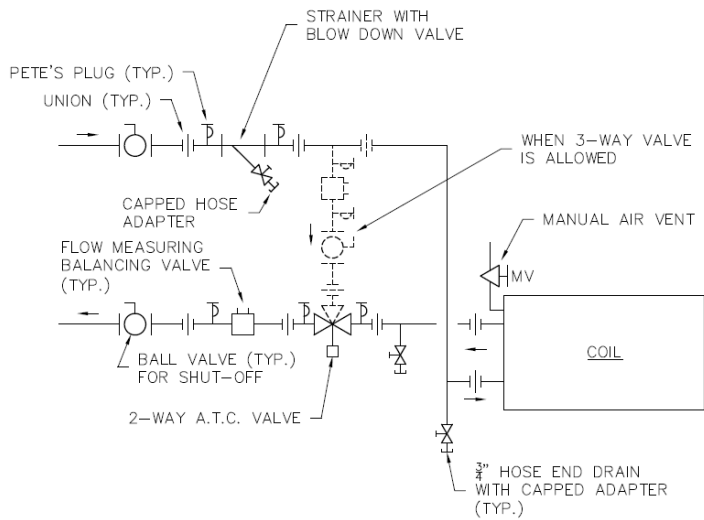 STRAINER WITH
BLOW DOWN VALVE
PETE'S PLUG (TYP.)
UNION (TYP.)
WHEN 3-WAY VALVE
IS ALLOWED
CAPPED HOSE
ADAPTER
MANUAL AIR VENT
FLOW MEASURING
BALANCING VALVE
(TYP.)
MV
COIL
BALL VALVE (TYP.)
FOR SHUT-OFF
2-WAY A.T.C. VALVE
3/4" HOSE END DRAIN
WITH CAPPED ADAPTER
(TYP.)